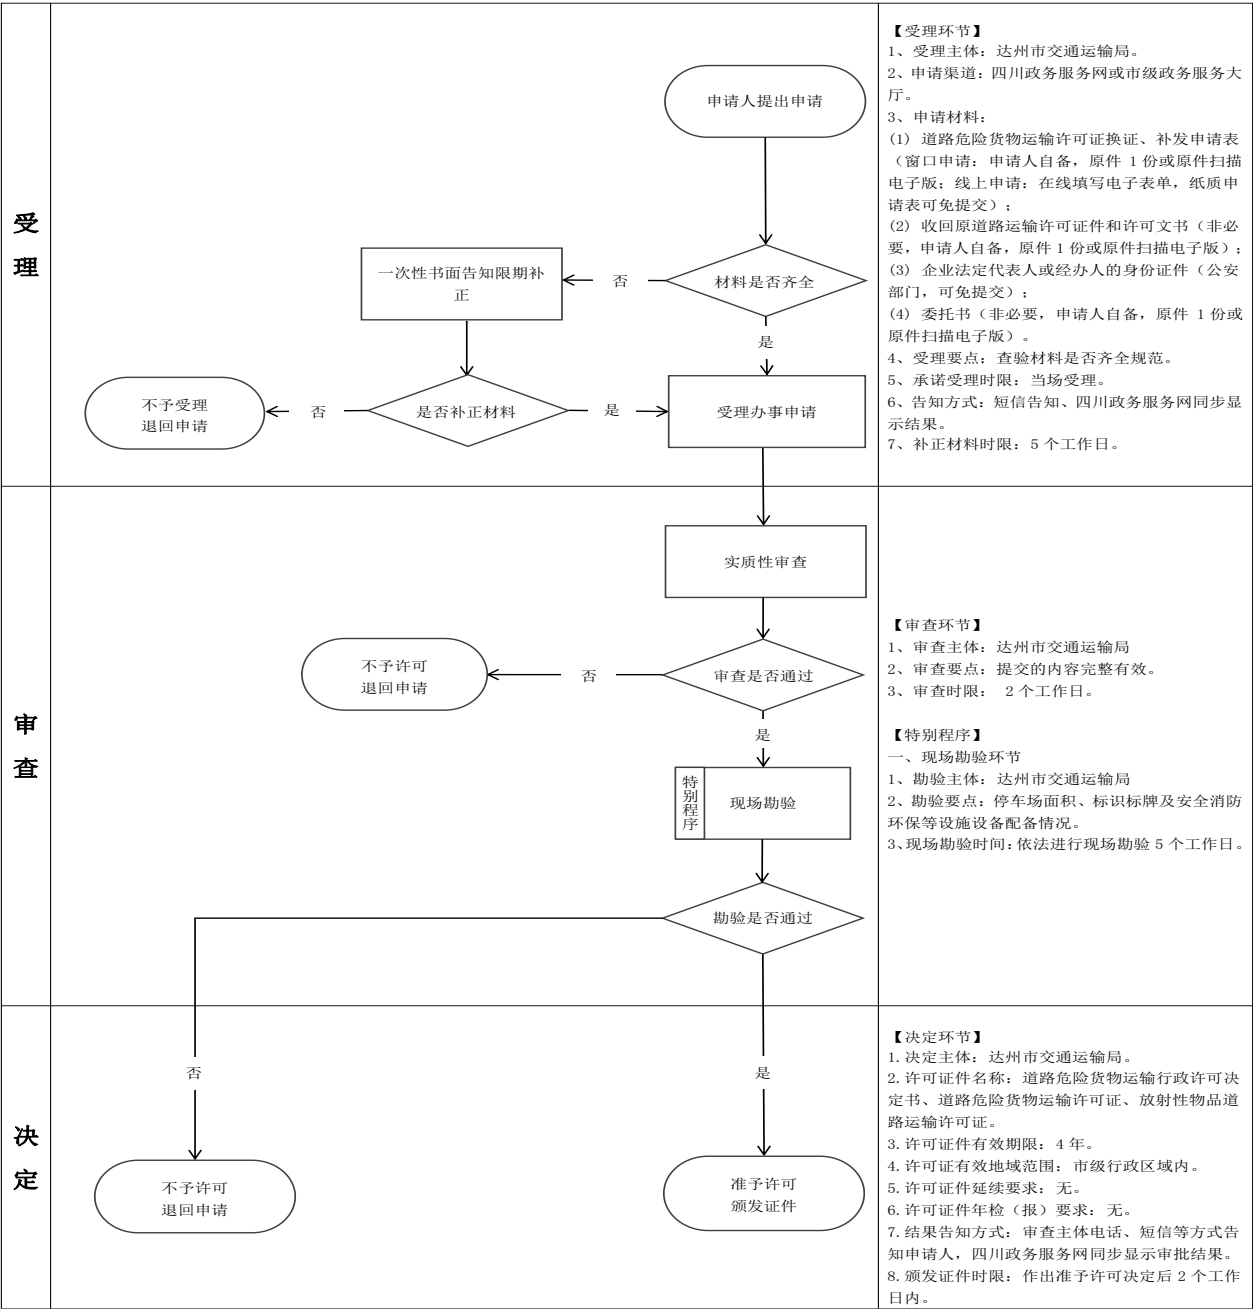 受
理
申请人提出申请
材料是否齐全
否
一次性书面告知限期补
正
是
是否补正材料
否
不予受理
退回申请
是
受理办事申请
【受理环节】
1、受理主体：达州市交通运输局。
2、申请渠道：四川政务服务网或市级政务服务大
厅。
3、申请材料：
(1) 道路危险货物运输许可证换证、补发申请表
（窗口申请：申请人自备，原件 1 份或原件扫描
电子版；线上申请：在线填写电子表单，纸质申
请表可免提交）；
(2) 收回原道路运输许可证件和许可文书（非必
要，申请人自备，原件 1 份或原件扫描电子版）；
(3) 企业法定代表人或经办人的身份证件（公安
部门，可免提交）；
(4) 委托书（非必要，申请人自备，原件 1 份或
原件扫描电子版）。
4、受理要点：查验材料是否齐全规范。
5、承诺受理时限：当场受理。
6、告知方式：短信告知、四川政务服务网同步显
示结果。
7、补正材料时限：5 个工作日。
审
查
实质性审查
审查是否通过
否
不予许可
退回申请
是
特别程序
现场勘验
勘验是否通过
【审查环节】
1、审查主体：达州市交通运输局
2、审查要点：提交的内容完整有效。
3、审查时限： 2 个工作日。
【特别程序】
一、现场勘验环节
1、勘验主体：达州市交通运输局
2、勘验要点：停车场面积、标识标牌及安全消防
环保等设施设备配备情况。
3、现场勘验时间：依法进行现场勘验 5 个工作日。
决
定
否
不予许可
退回申请
是
准予许可
颁发证件
【决定环节】
1.决定主体：达州市交通运输局。
2.许可证件名称：道路危险货物运输行政许可决
定书、道路危险货物运输许可证、放射性物品道
路运输许可证。
3.许可证件有效期限：4 年。
4.许可证有效地域范围：市级行政区域内。
5.许可证件延续要求：无。
6.许可证件年检（报）要求：无。
7.结果告知方式：审查主体电话、短信等方式告
知申请人，四川政务服务网同步显示审批结果。
8.颁发证件时限：作出准予许可决定后 2 个工作
日内。